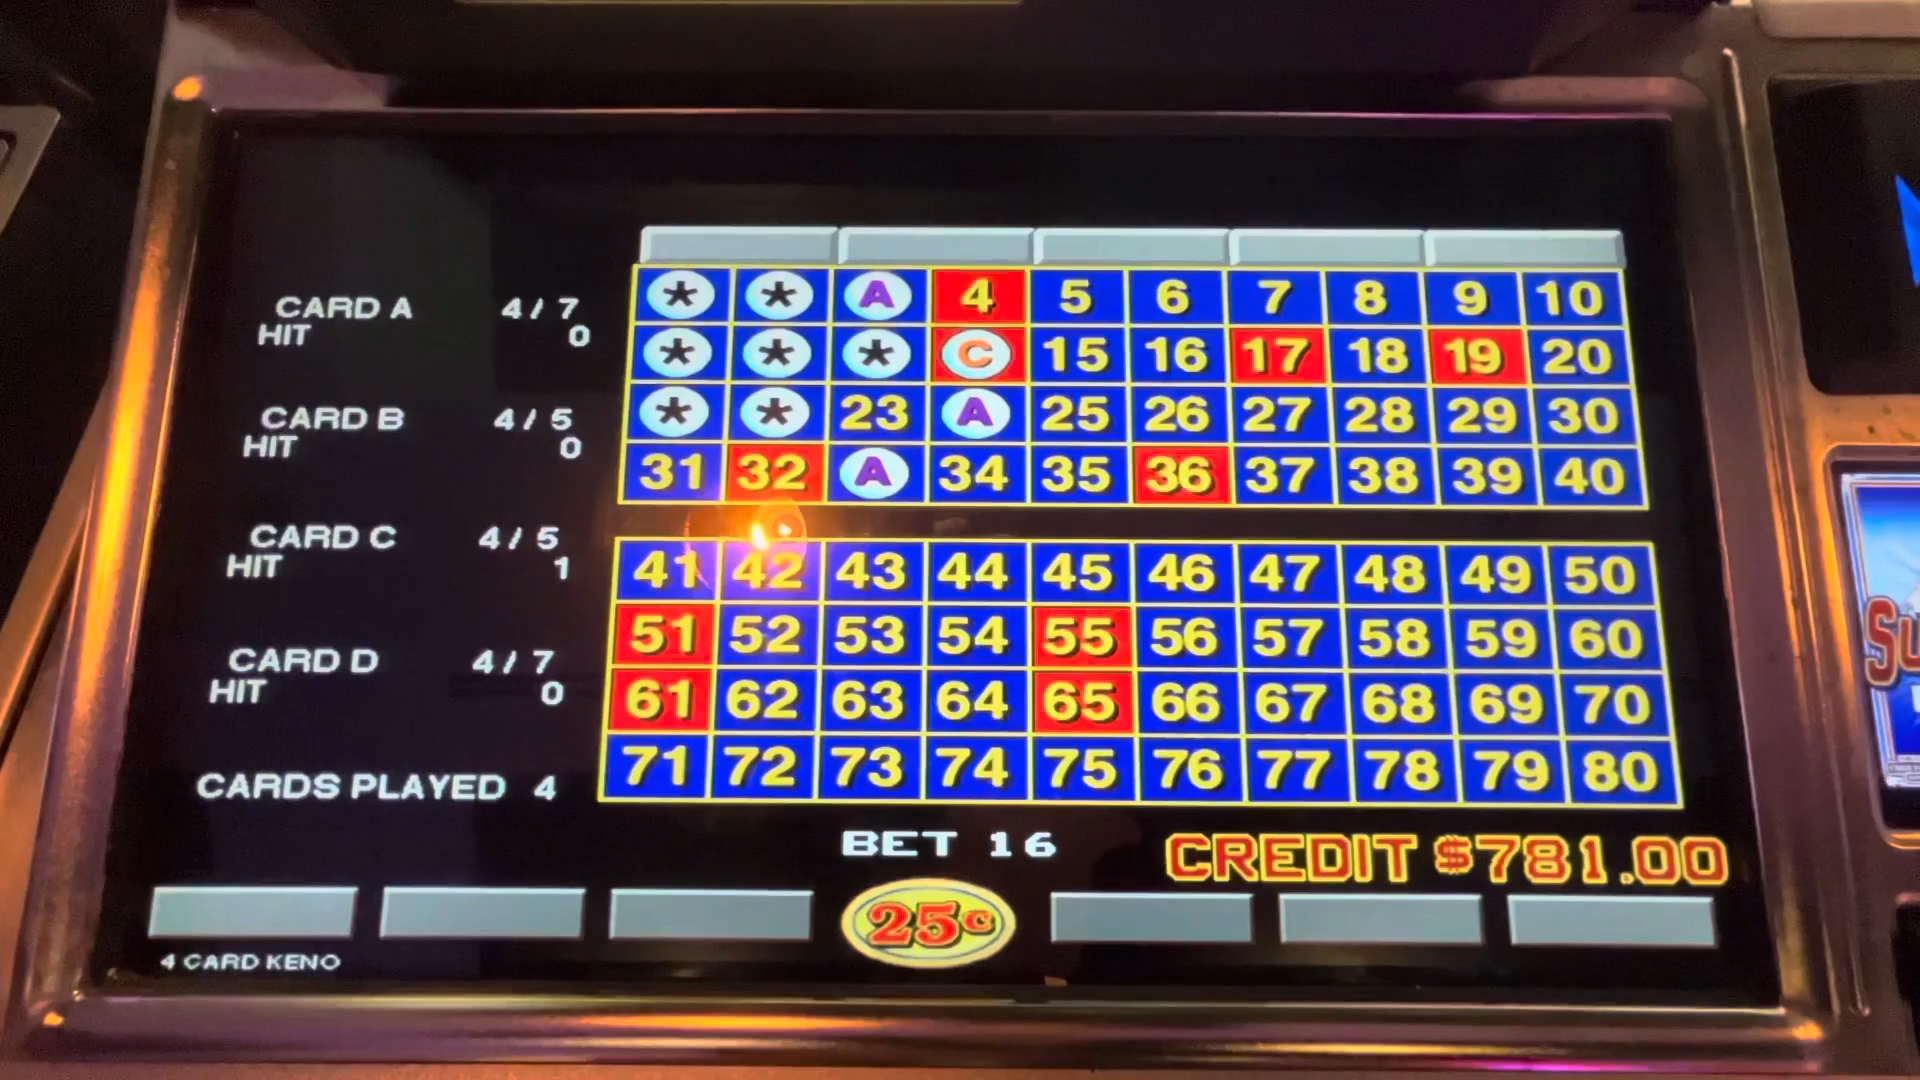 CARD A 4/7
HIT 0
CARD B 4/5
HIT 0
CARD C 4/5
HIT 1
CARD D 4/7
HIT 0
CARDS PLAYED 4
* * A 4 5 6 7 8 9 10
* * * C 15 16 17 18 19 20
* * 23 A 25 26 27 28 29 30
31 32 A 34 35 36 37 38 39 40
41 42 43 44 45 46 47 48 49 50
51 52 53 54 55 56 57 58 59 60
61 62 63 64 65 66 67 68 69 70
71 72 73 74 75 76 77 78 79 80
BET 16
CREDIT $781.00
25¢
4 CARD KENO